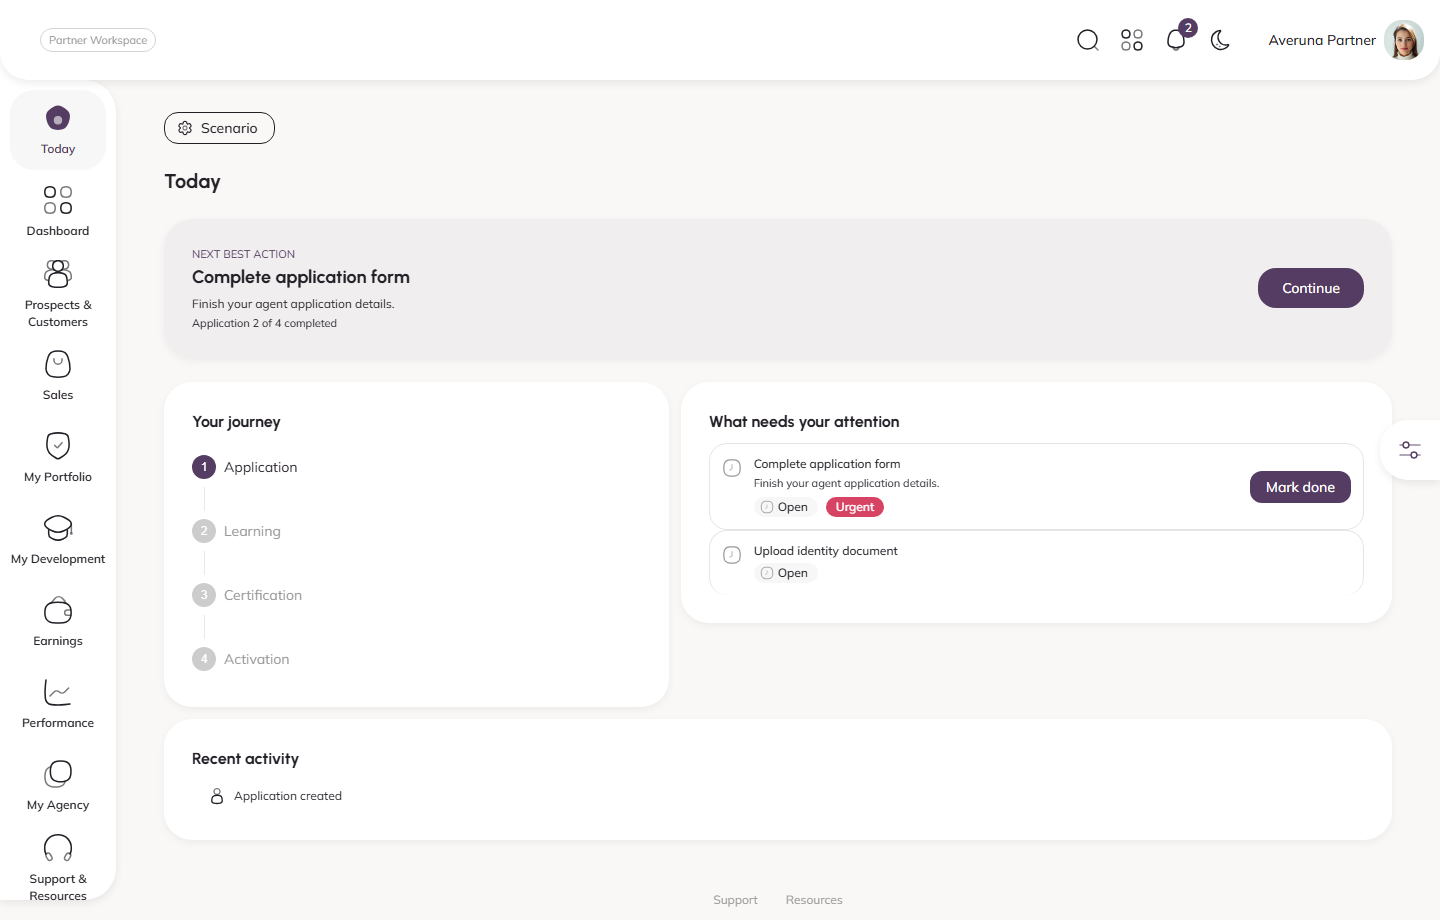 Partner Workspace
2
Averuna Partner
Today
Dashboard
Prospects &
Customers
Sales
My Portfolio
My Development
Earnings
Performance
My Agency
Support &
Resources
Scenario
Today
NEXT BEST ACTION
Complete application form
Finish your agent application details.
Application 2 of 4 completed
Continue
Your journey
1 Application
2 Learning
3 Certification
4 Activation
What needs your attention
Complete application form
Finish your agent application details.
Open Urgent
Mark done
Upload identity document
Open
Recent activity
Application created
Support Resources